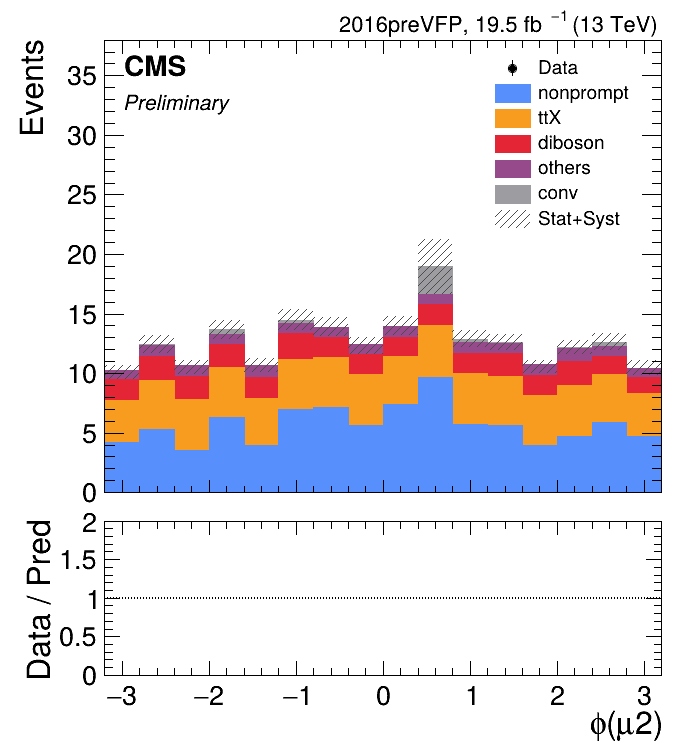 2016preVFP, 19.5 fb⁻¹ (13 TeV)
CMS
Preliminary
Events
35
30
25
20
15
10
5
0
Data
nonprompt
ttX
diboson
others
conv
Stat+Syst
Data / Pred
2
1.5
1
0.5
0
−3 −2 −1 0 1 2 3
ϕ(μ2)